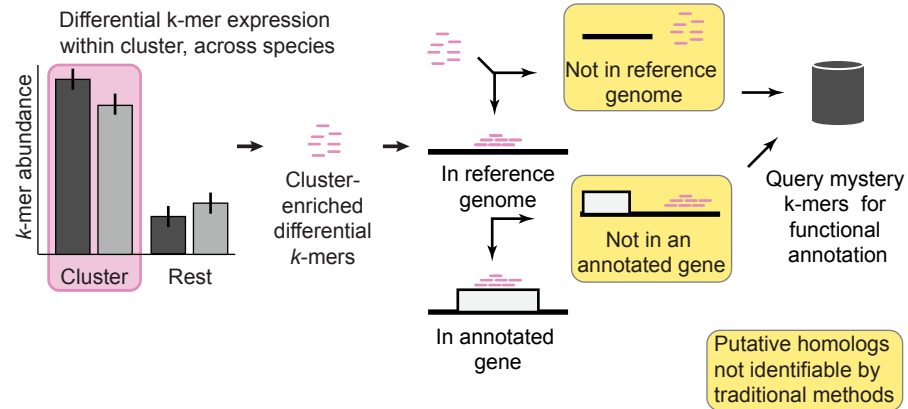 Differential k-mer expression
within cluster, across species
k-mer abundance
Cluster
Rest
Cluster-
enriched
differential
k-mers
Not in reference
genome
In reference
genome
Not in an
annotated gene
In annotated
gene
Query mystery
k-mers for
functional
annotation
Putative homologs
not identifiable by
traditional methods